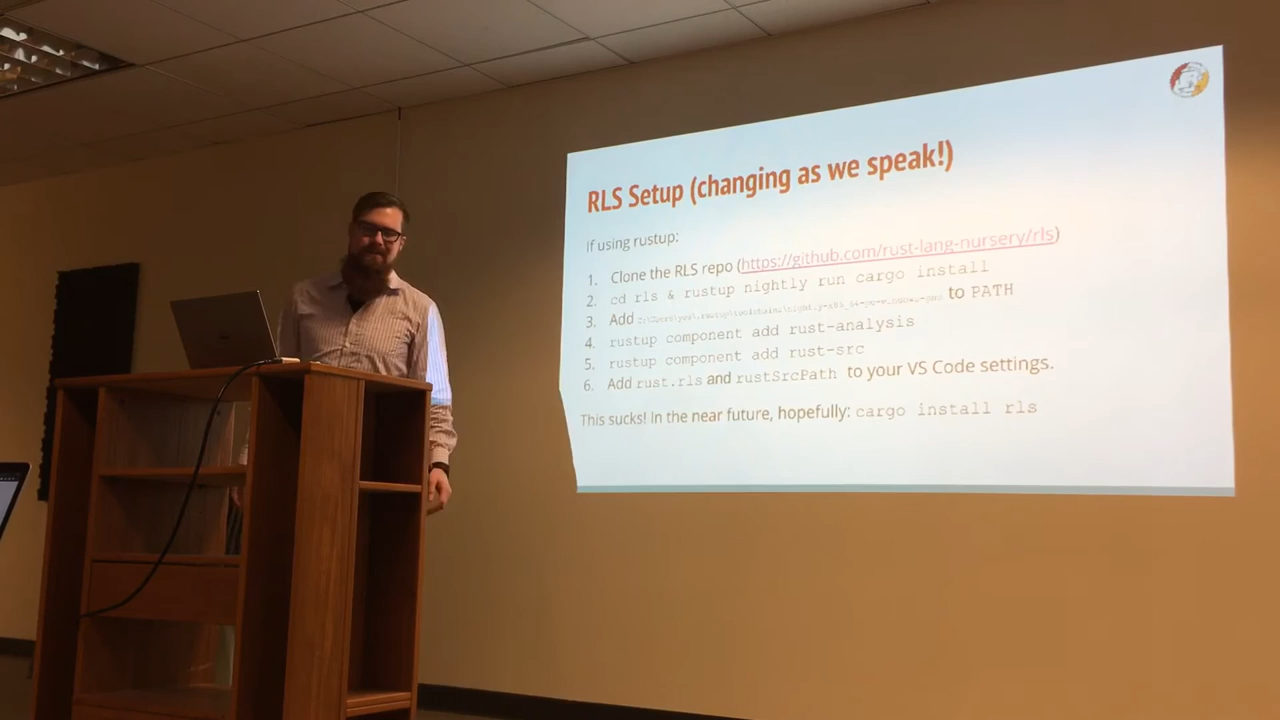 RLS Setup (changing as we speak!)
If using rustup:
1. Clone the RLS repo (https://github.com/rust-lang-nursery/rls)
2. cd rls & rustup nightly run cargo install
3. Add to PATH
4. rustup component add rust-analysis
5. rustup component add rust-src
6. Add rust.rls and rustSrcPath to your VS Code settings.
This sucks! In the near future, hopefully: cargo install rls